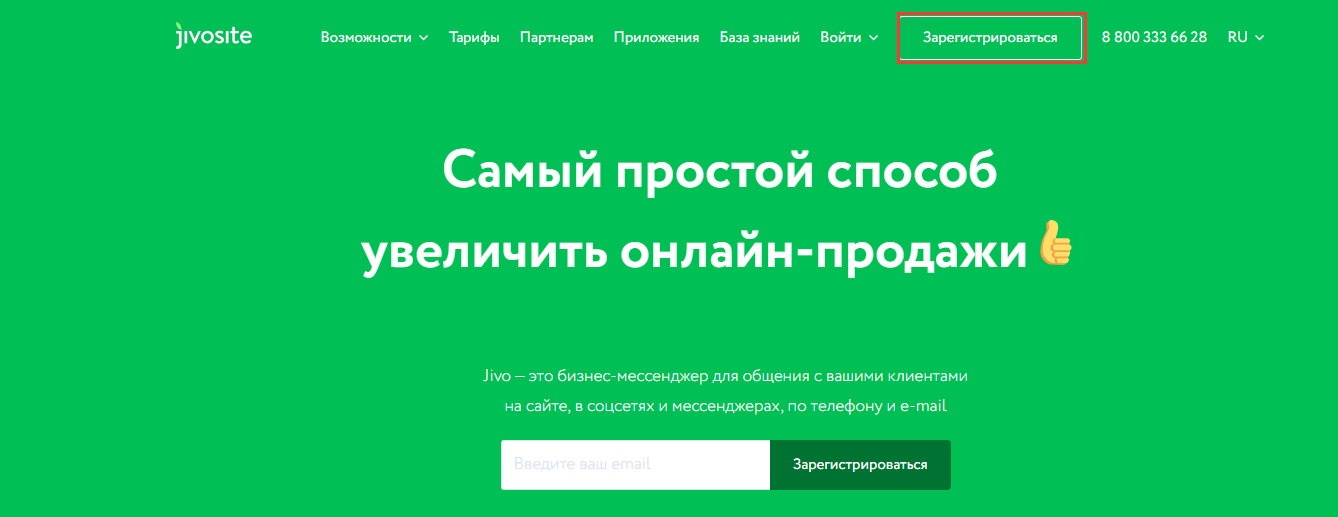 jivosite
Возможности Тарифы Партнерам Приложения База знаний Войти Зарегистрироваться 8 800 333 66 28 RU
Самый простой способ
увеличить онлайн-продажи
Jivo – это бизнес-мессенджер для общения с вашими клиентами
на сайте, в соцсетях и мессенджерах, по телефону и e-mail
Введите ваш email Зарегистрироваться